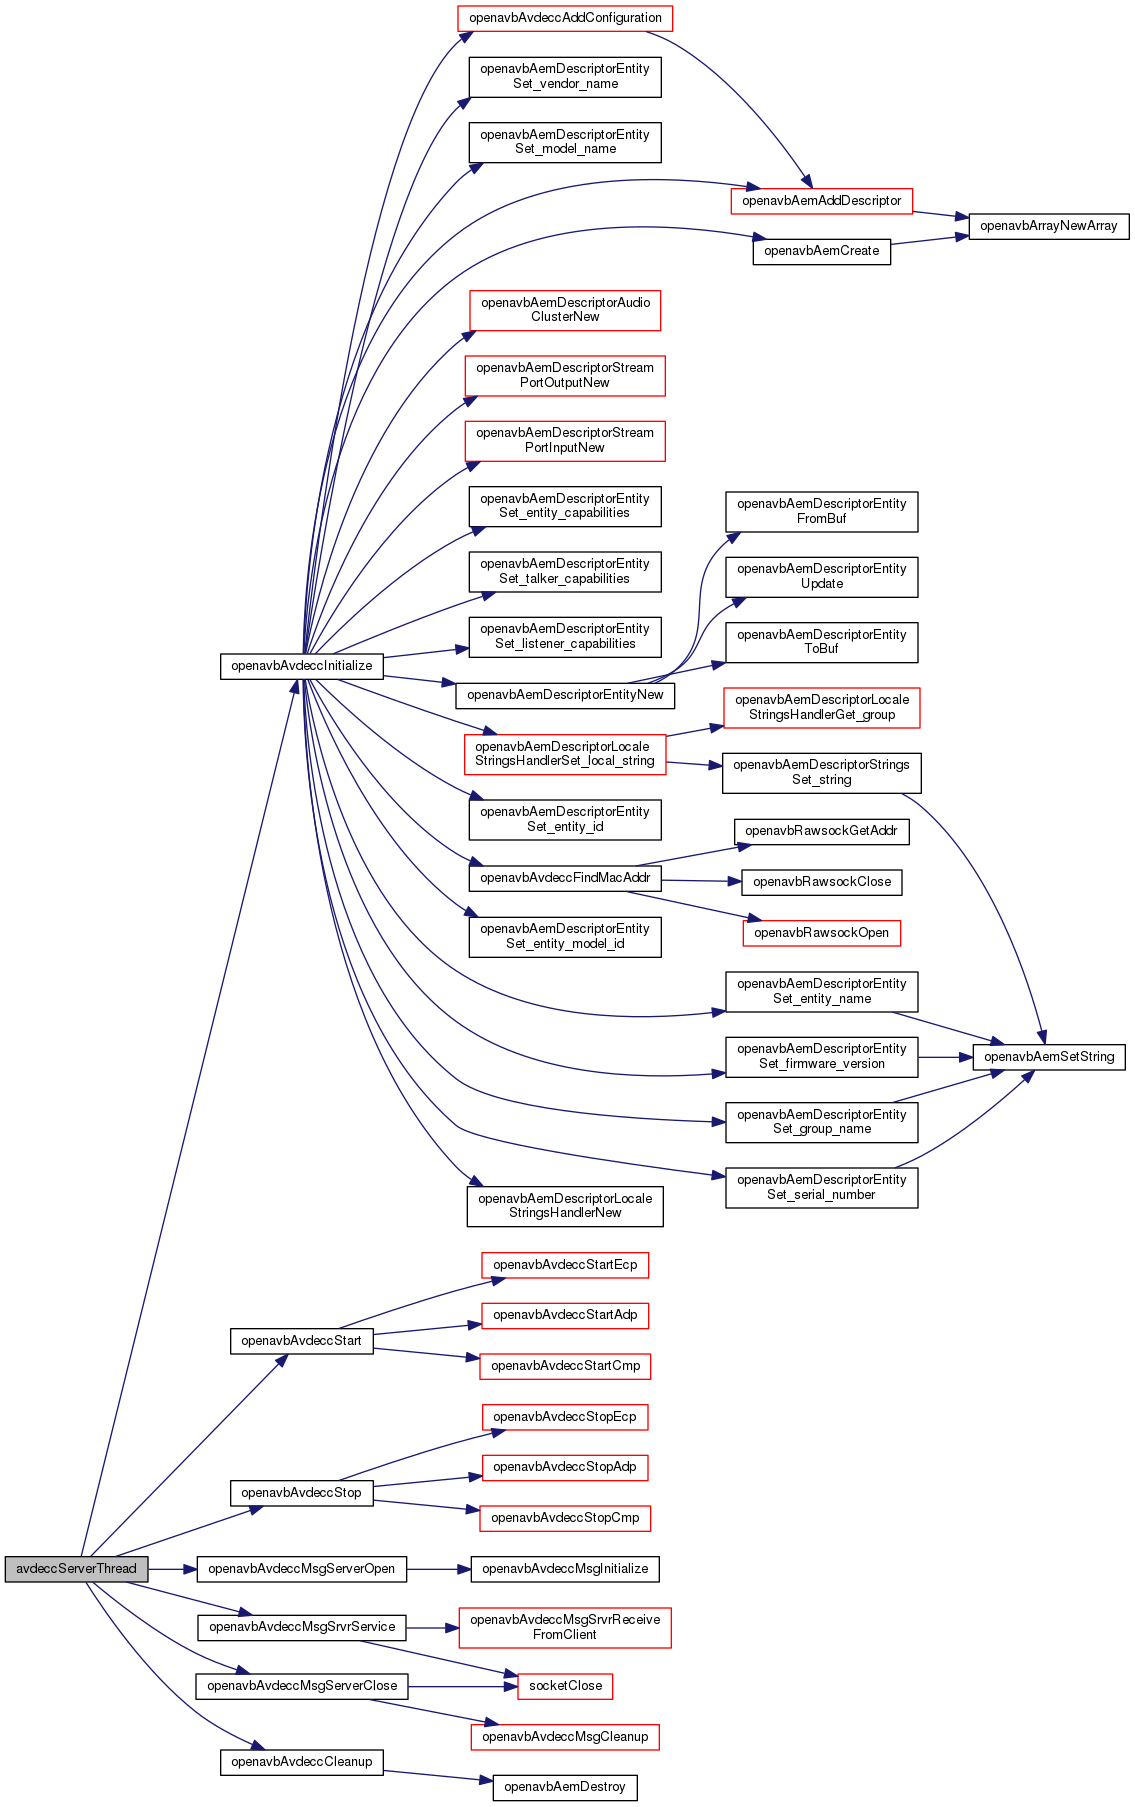 openavbAvdeccAddConfiguration
openavbAemDescriptorEntity
Set_vendor_name
openavbAemDescriptorEntity
Set_model_name
openavbAemAddDescriptor
openavbArrayNewArray
openavbAemCreate
openavbAemDescriptorAudio
ClusterNew
openavbAemDescriptorStream
PortOutputNew
openavbAemDescriptorStream
PortInputNew
openavbAemDescriptorEntity
Set_entity_capabilities
openavbAemDescriptorEntity
FromBuf
openavbAemDescriptorEntity
Set_talker_capabilities
openavbAemDescriptorEntity
Update
openavbAemDescriptorEntity
Set_listener_capabilities
openavbAemDescriptorEntity
ToBuf
openavbAvdeccInitialize
openavbAemDescriptorEntityNew
openavbAemDescriptorLocale
StringsHandlerGet_group
openavbAemDescriptorLocale
StringsHandlerSet_local_string
openavbAemDescriptorStrings
Set_string
openavbAemDescriptorEntity
Set_entity_id
openavbRawsockGetAddr
openavbAvdeccFindMacAddr
openavbRawsockClose
openavbAemDescriptorEntity
Set_entity_model_id
openavbRawsockOpen
openavbAemDescriptorEntity
Set_entity_name
openavbAemDescriptorEntity
Set_firmware_version
openavbAemSetString
openavbAemDescriptorEntity
Set_group_name
openavbAemDescriptorEntity
Set_serial_number
openavbAemDescriptorLocale
StringsHandlerNew
openavbAvdeccStartEcp
openavbAvdeccStartAdp
openavbAvdeccStart
openavbAvdeccStartCmp
openavbAvdeccStopEcp
openavbAvdeccStopAdp
openavbAvdeccStop
openavbAvdeccStopCmp
avdeccServerThread
openavbAvdeccMsgServerOpen
openavbAvdeccMsgInitialize
openavbAvdeccMsgSrvrService
openavbAvdeccMsgSrvrReceive
FromClient
openavbAvdeccMsgServerClose
socketClose
openavbAvdeccMsgCleanup
openavbAvdeccCleanup
openavbAemDestroy